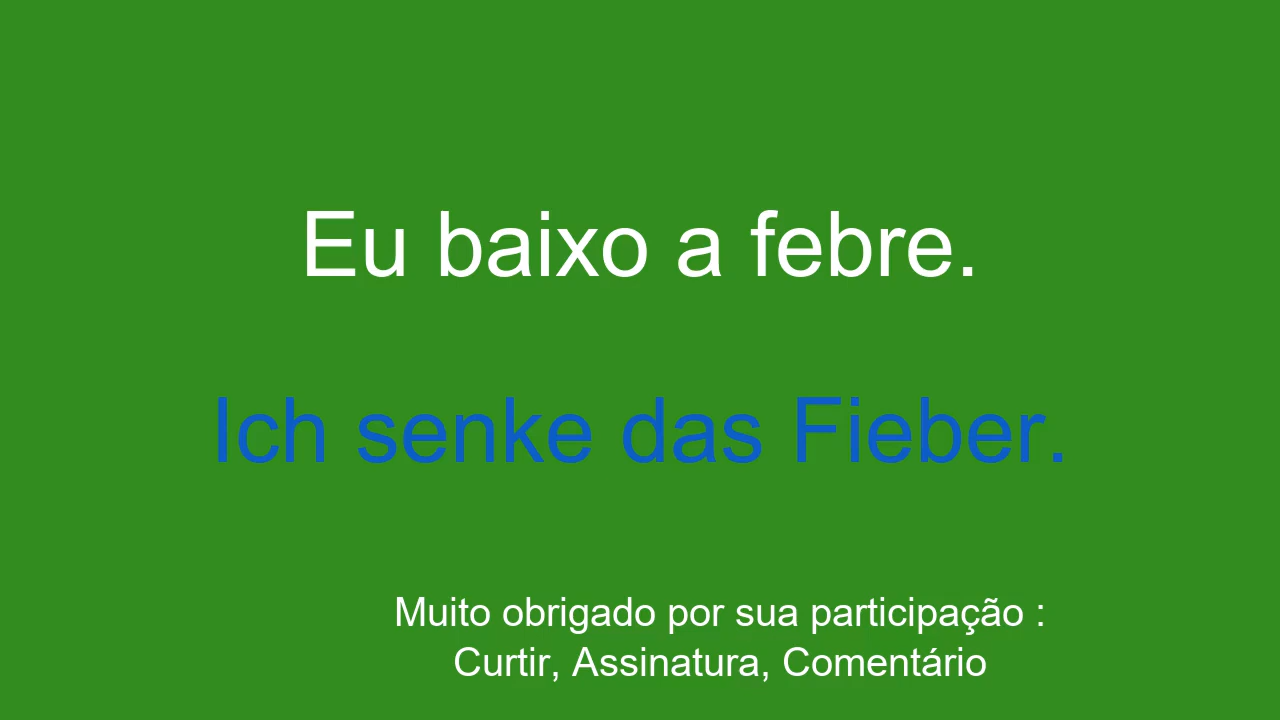 Eu baixo a febre.
Ich senke das Fieber.
Muito obrigado por sua participação :
Curtir, Assinatura, Comentário